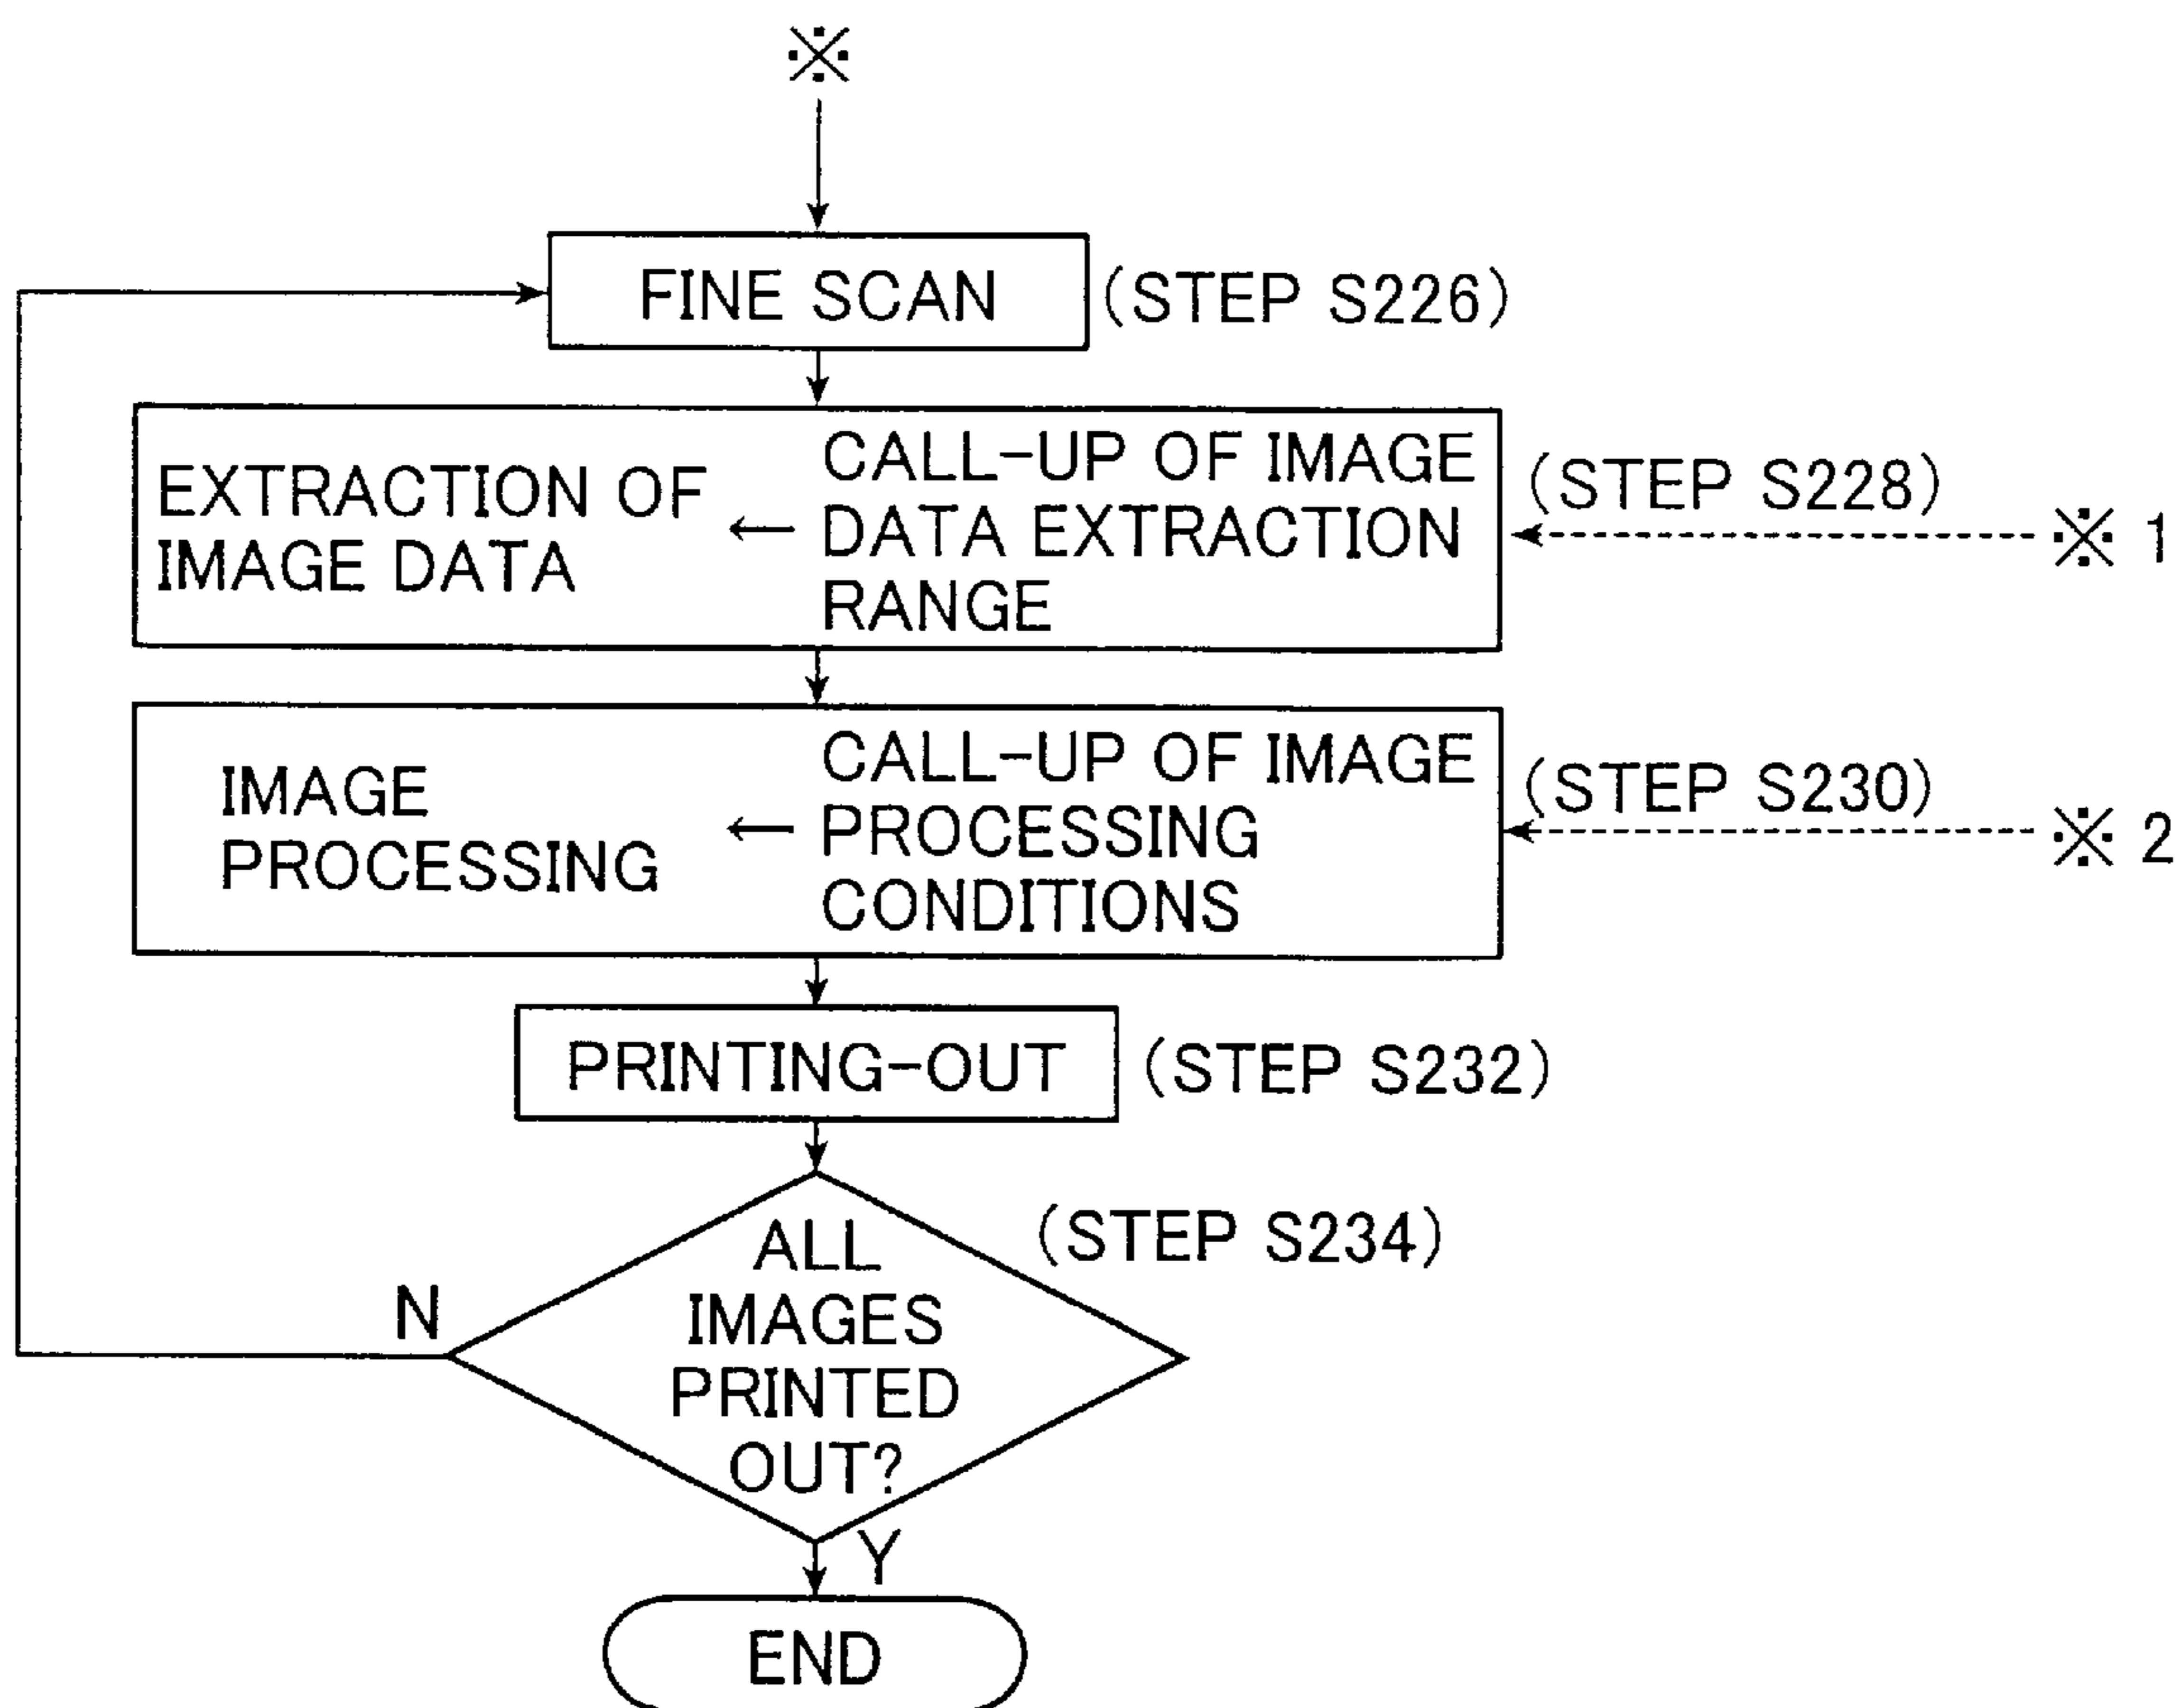 ※
FINE SCAN
(STEP S226)
EXTRACTION OF
IMAGE DATA
←
CALL-UP OF IMAGE
DATA EXTRACTION
RANGE
(STEP S228)
※ 1
IMAGE
PROCESSING
←
CALL-UP OF IMAGE
PROCESSING
CONDITIONS
(STEP S230)
※ 2
PRINTING-OUT
(STEP S232)
ALL
IMAGES
PRINTED
OUT?
(STEP S234)
N
Y
END